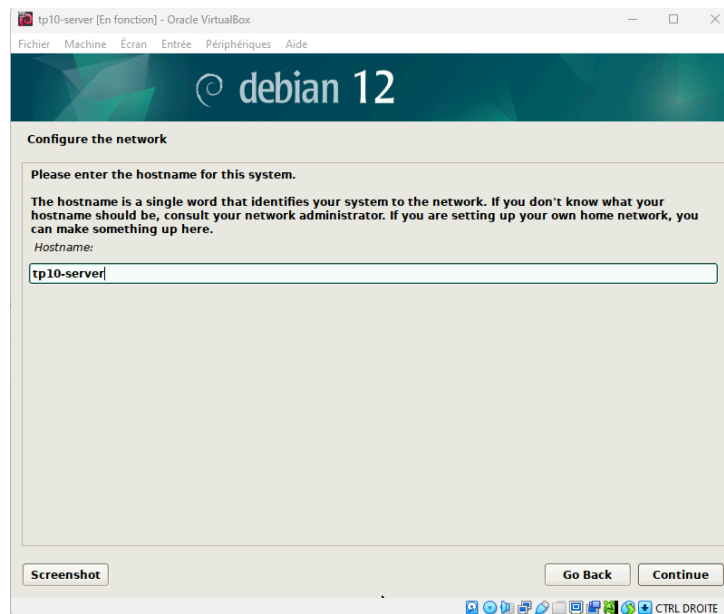 tp10-server [En fonction] - Oracle VirtualBox
Fichier Machine Écran Entrée Périphériques Aide
debian 12
Configure the network
Please enter the hostname for this system.
The hostname is a single word that identifies your system to the network. If you don't know what your
hostname should be, consult your network administrator. If you are setting up your own home network, you
can make something up here.
Hostname:
tp10-server
Screenshot
Go Back
Continue
CTRL DROITE